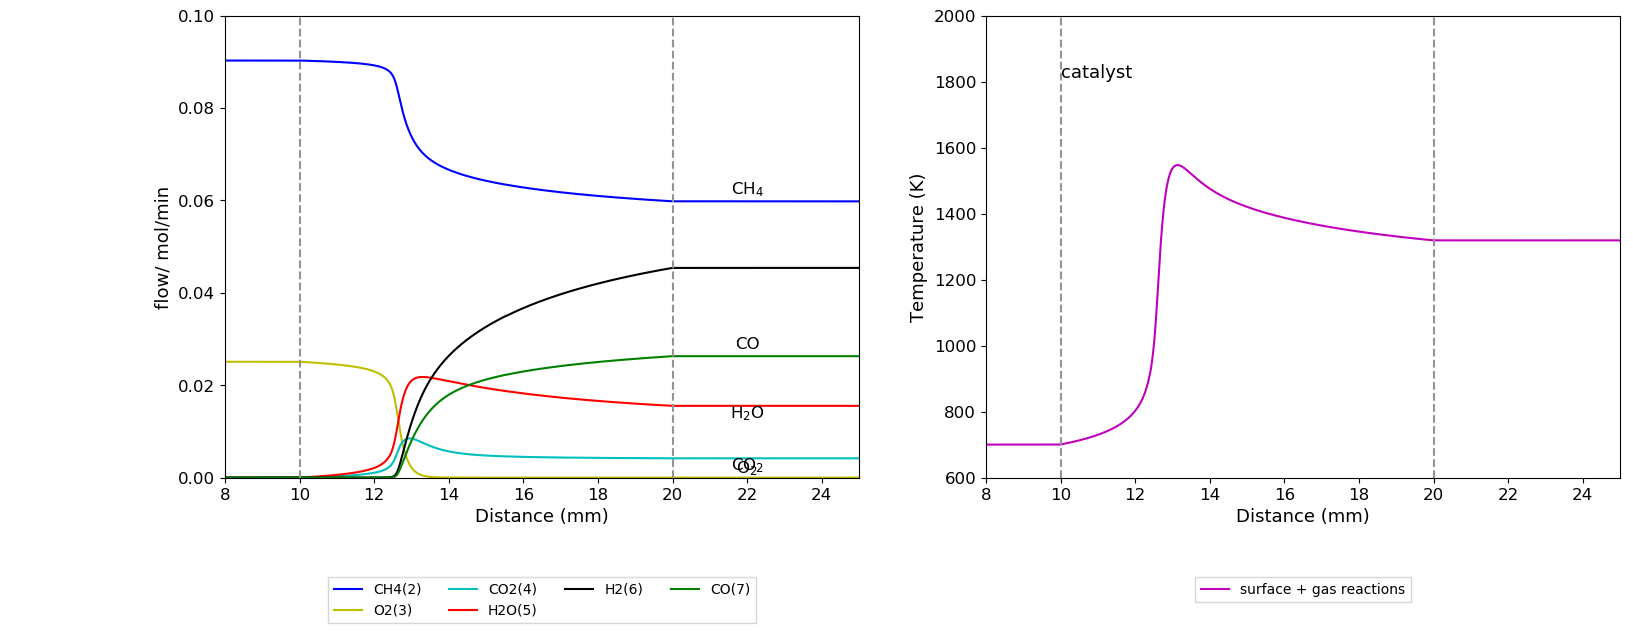 0.10
0.08
0.06
0.04
0.02
0.00
flow/ mol/min
CH₄
CO
H₂O
CO₂
O₂
8 10 12 14 16 18 20 22 24
Distance (mm)
CH4(2) CO2(4) H2(6) CO(7)
O2(3) H2O(5)
2000
1800
1600
1400
1200
1000
800
600
Temperature (K)
catalyst
8 10 12 14 16 18 20 22 24
Distance (mm)
surface + gas reactions